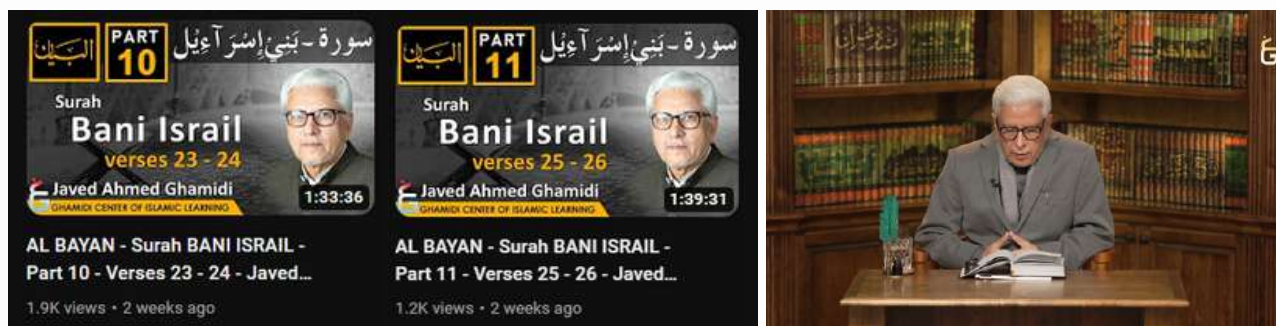 البیان
PART
10
سورة - بَنِيْٓ إِسْرَآءِيْل
Surah
Bani Israil
verses 23 - 24
Javed Ahmed Ghamidi
GHAMIDI CENTER OF ISLAMIC LEARNING
1:33:36
AL BAYAN - Surah BANI ISRAIL -
Part 10 - Verses 23 - 24 - Javed...
1.9K views • 2 weeks ago
البیان
PART
11
سورة - بَنِيْٓ إِسْرَآءِيْل
Surah
Bani Israil
verses 25 - 26
Javed Ahmed Ghamidi
GHAMIDI CENTER OF ISLAMIC LEARNING
1:39:31
AL BAYAN - Surah BANI ISRAIL -
Part 11 - Verses 25 - 26 - Javed...
1.2K views • 2 weeks ago